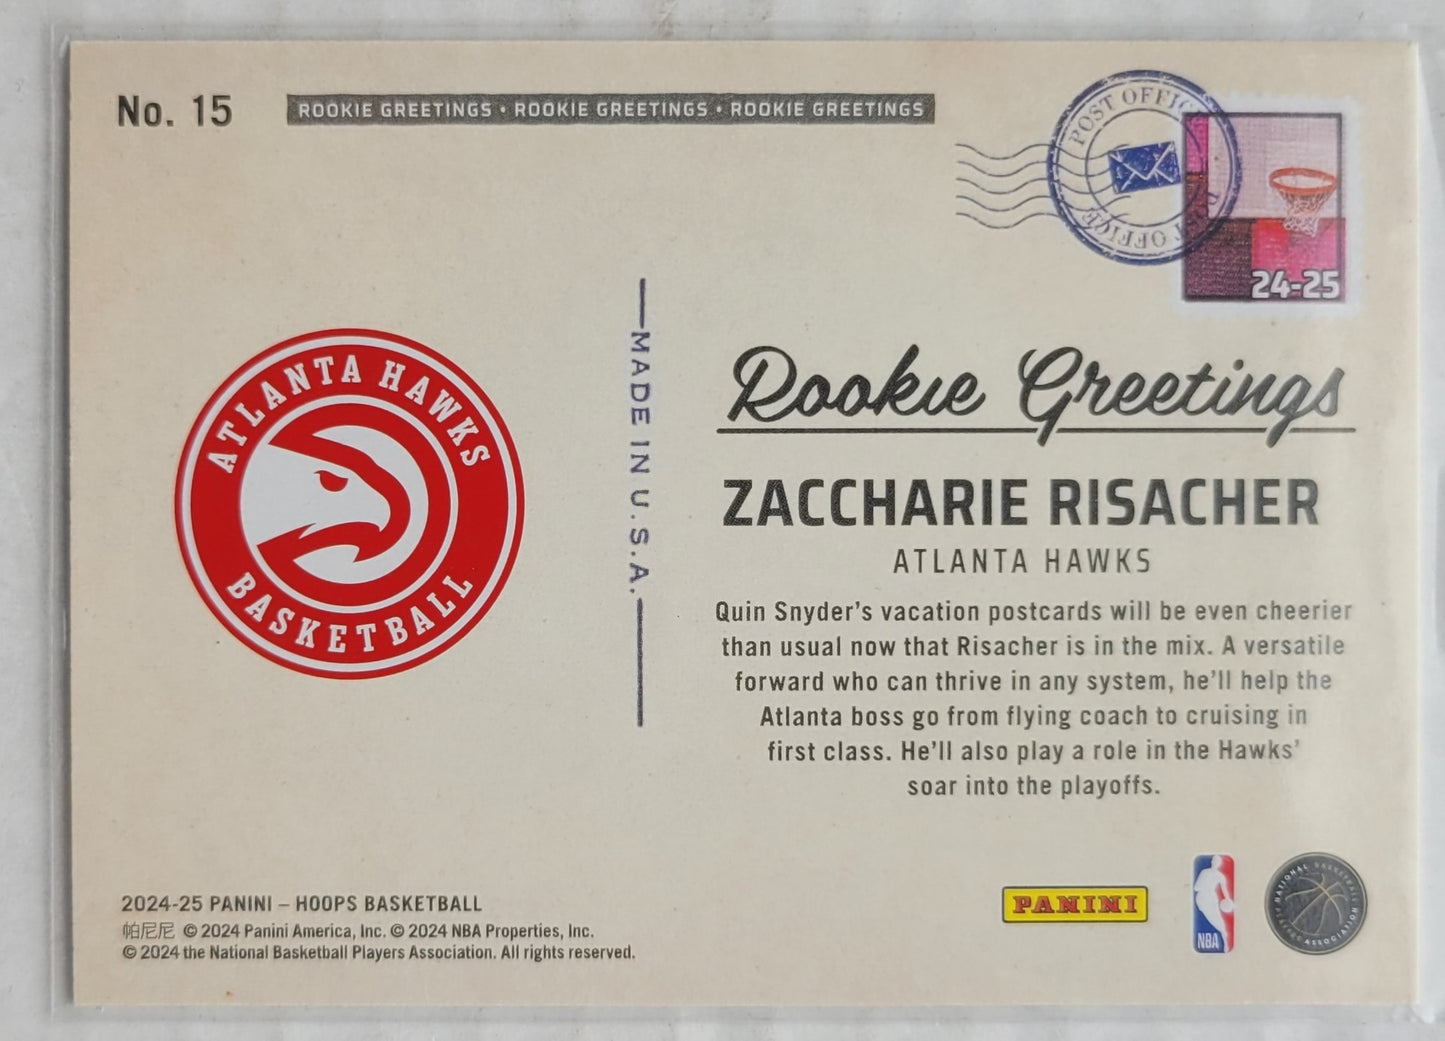 No. 15
ROOKIE GREETINGS • ROOKIE GREETINGS • ROOKIE GREETINGS
POST OFFICE
POST OFFICE
24-25
ATLANTA HAWKS
BASKETBALL
MADE IN U.S.A.
Rookie Greetings
ZACCHARIE RISACHER
ATLANTA HAWKS
Quin Snyder's vacation postcards will be even cheerier
than usual now that Risacher is in the mix. A versatile
forward who can thrive in any system, he'll help the
Atlanta boss go from flying coach to cruising in
first class. He'll also play a role in the Hawks'
soar into the playoffs.
2024-25 PANINI – HOOPS BASKETBALL
帕尼尼 © 2024 Panini America, Inc. © 2024 NBA Properties, Inc.
© 2024 the National Basketball Players Association. All rights reserved.
PANINI
NBA
NATIONAL BASKETBALL
PLAYERS ASSOCIATION